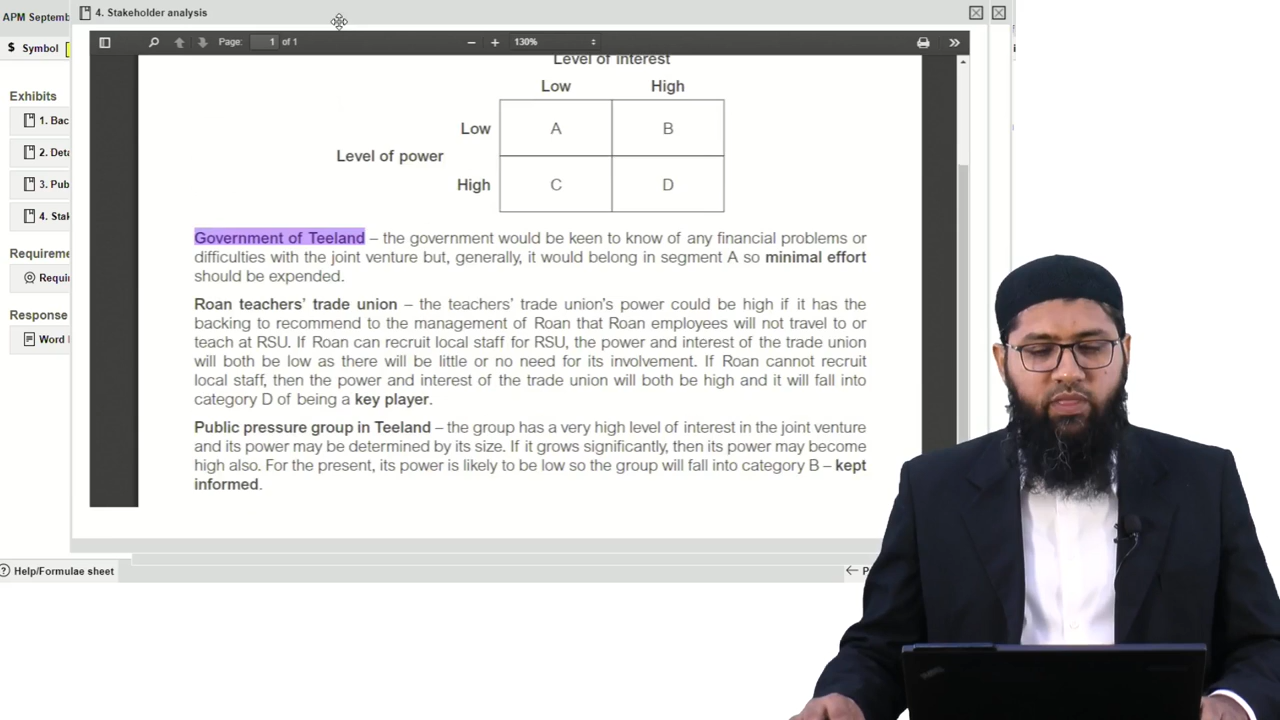 APM Septemb
4. Stakeholder analysis
$ Symbol
Page: 1 of 1
130%
Exhibits
1. Bac
2. Deta
3. Pub
4. Stak
Requireme
Requir
Response
Word
Help/Formulae sheet
Level of interest
Low High
Low A B
Level of power
High C D
Government of Teeland – the government would be keen to know of any financial problems or
difficulties with the joint venture but, generally, it would belong in segment A so minimal effort
should be expended.
Roan teachers' trade union – the teachers' trade union's power could be high if it has the
backing to recommend to the management of Roan that Roan employees will not travel to or
teach at RSU. If Roan can recruit local staff for RSU, the power and interest of the trade union
will both be low as there will be little or no need for its involvement. If Roan cannot recruit
local staff, then the power and interest of the trade union will both be high and it will fall into
category D of being a key player.
Public pressure group in Teeland – the group has a very high level of interest in the joint venture
and its power may be determined by its size. If it grows significantly, then its power may become
high also. For the present, its power is likely to be low so the group will fall into category B – kept
informed.